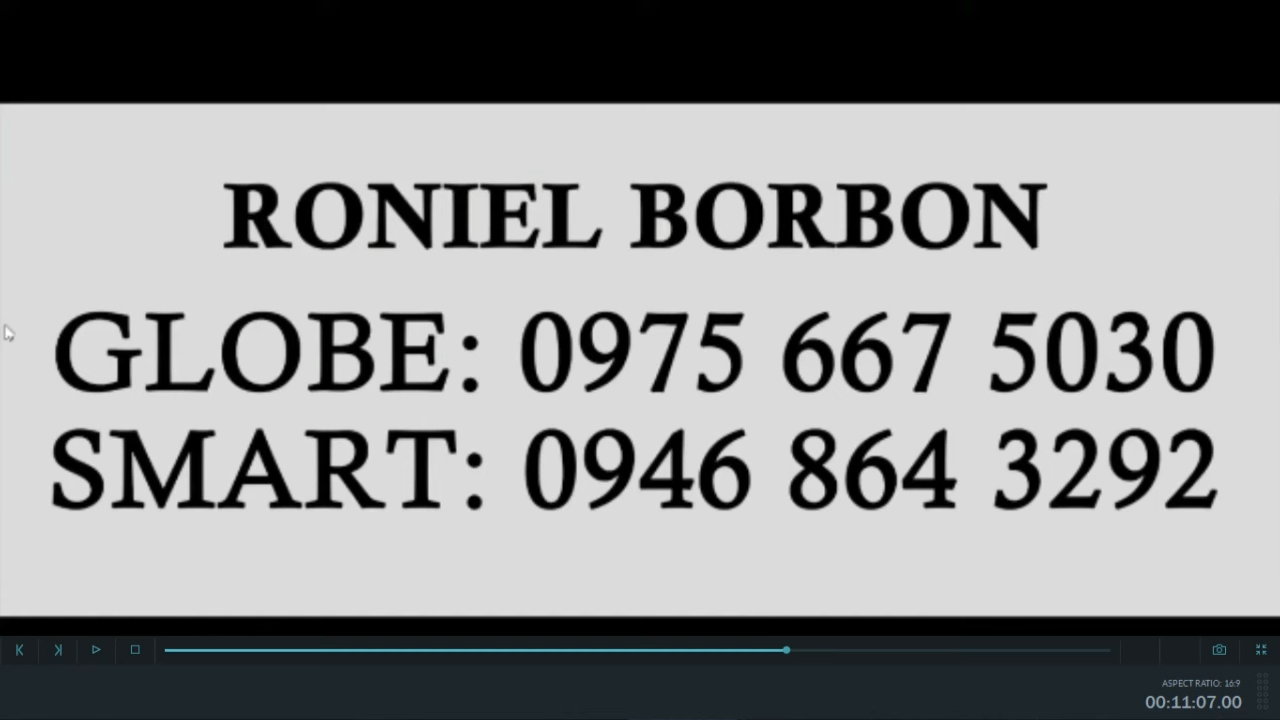 RONIEL BORBON
GLOBE: 0975 667 5030
SMART: 0946 864 3292
ASPECT RATIO: 16:9
00:11:07.00